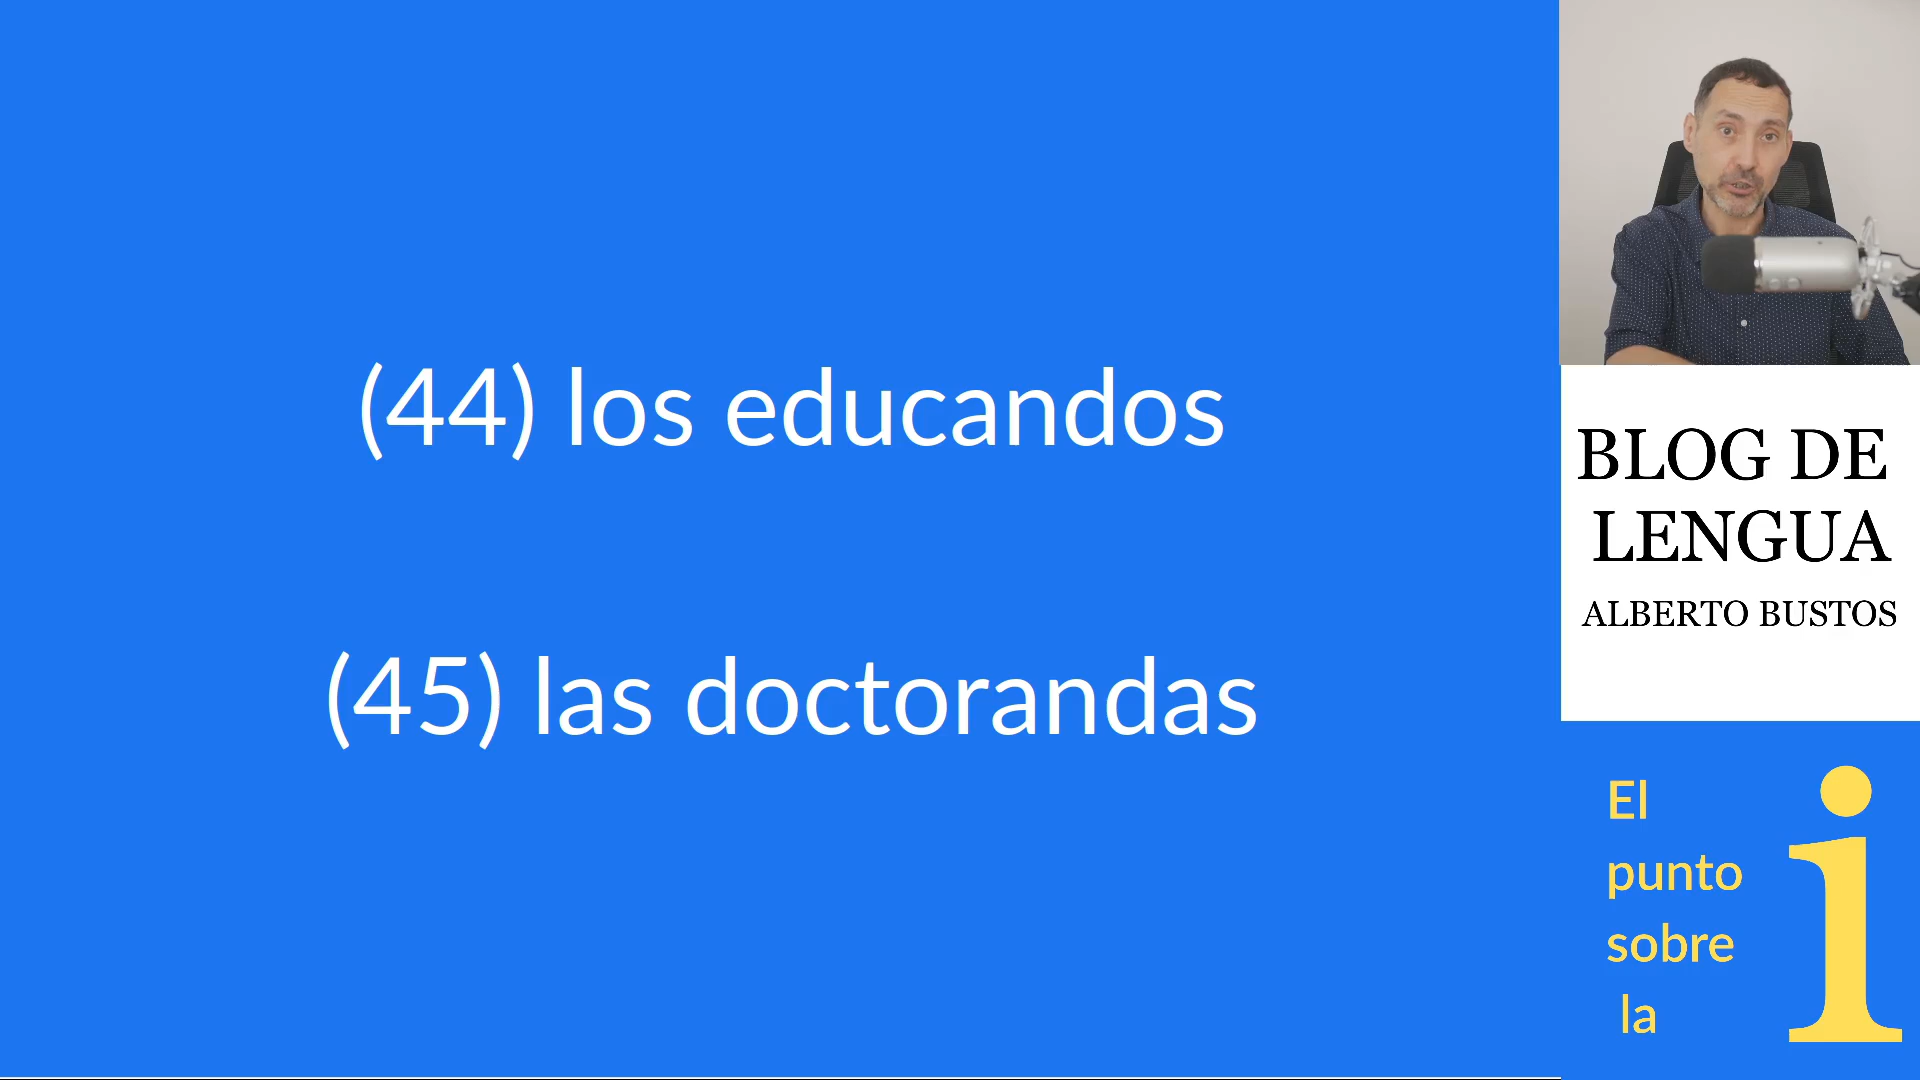 (44) los educandos
(45) las doctorandas
BLOG DE
LENGUA
ALBERTO BUSTOS
El
punto
sobre
la
i